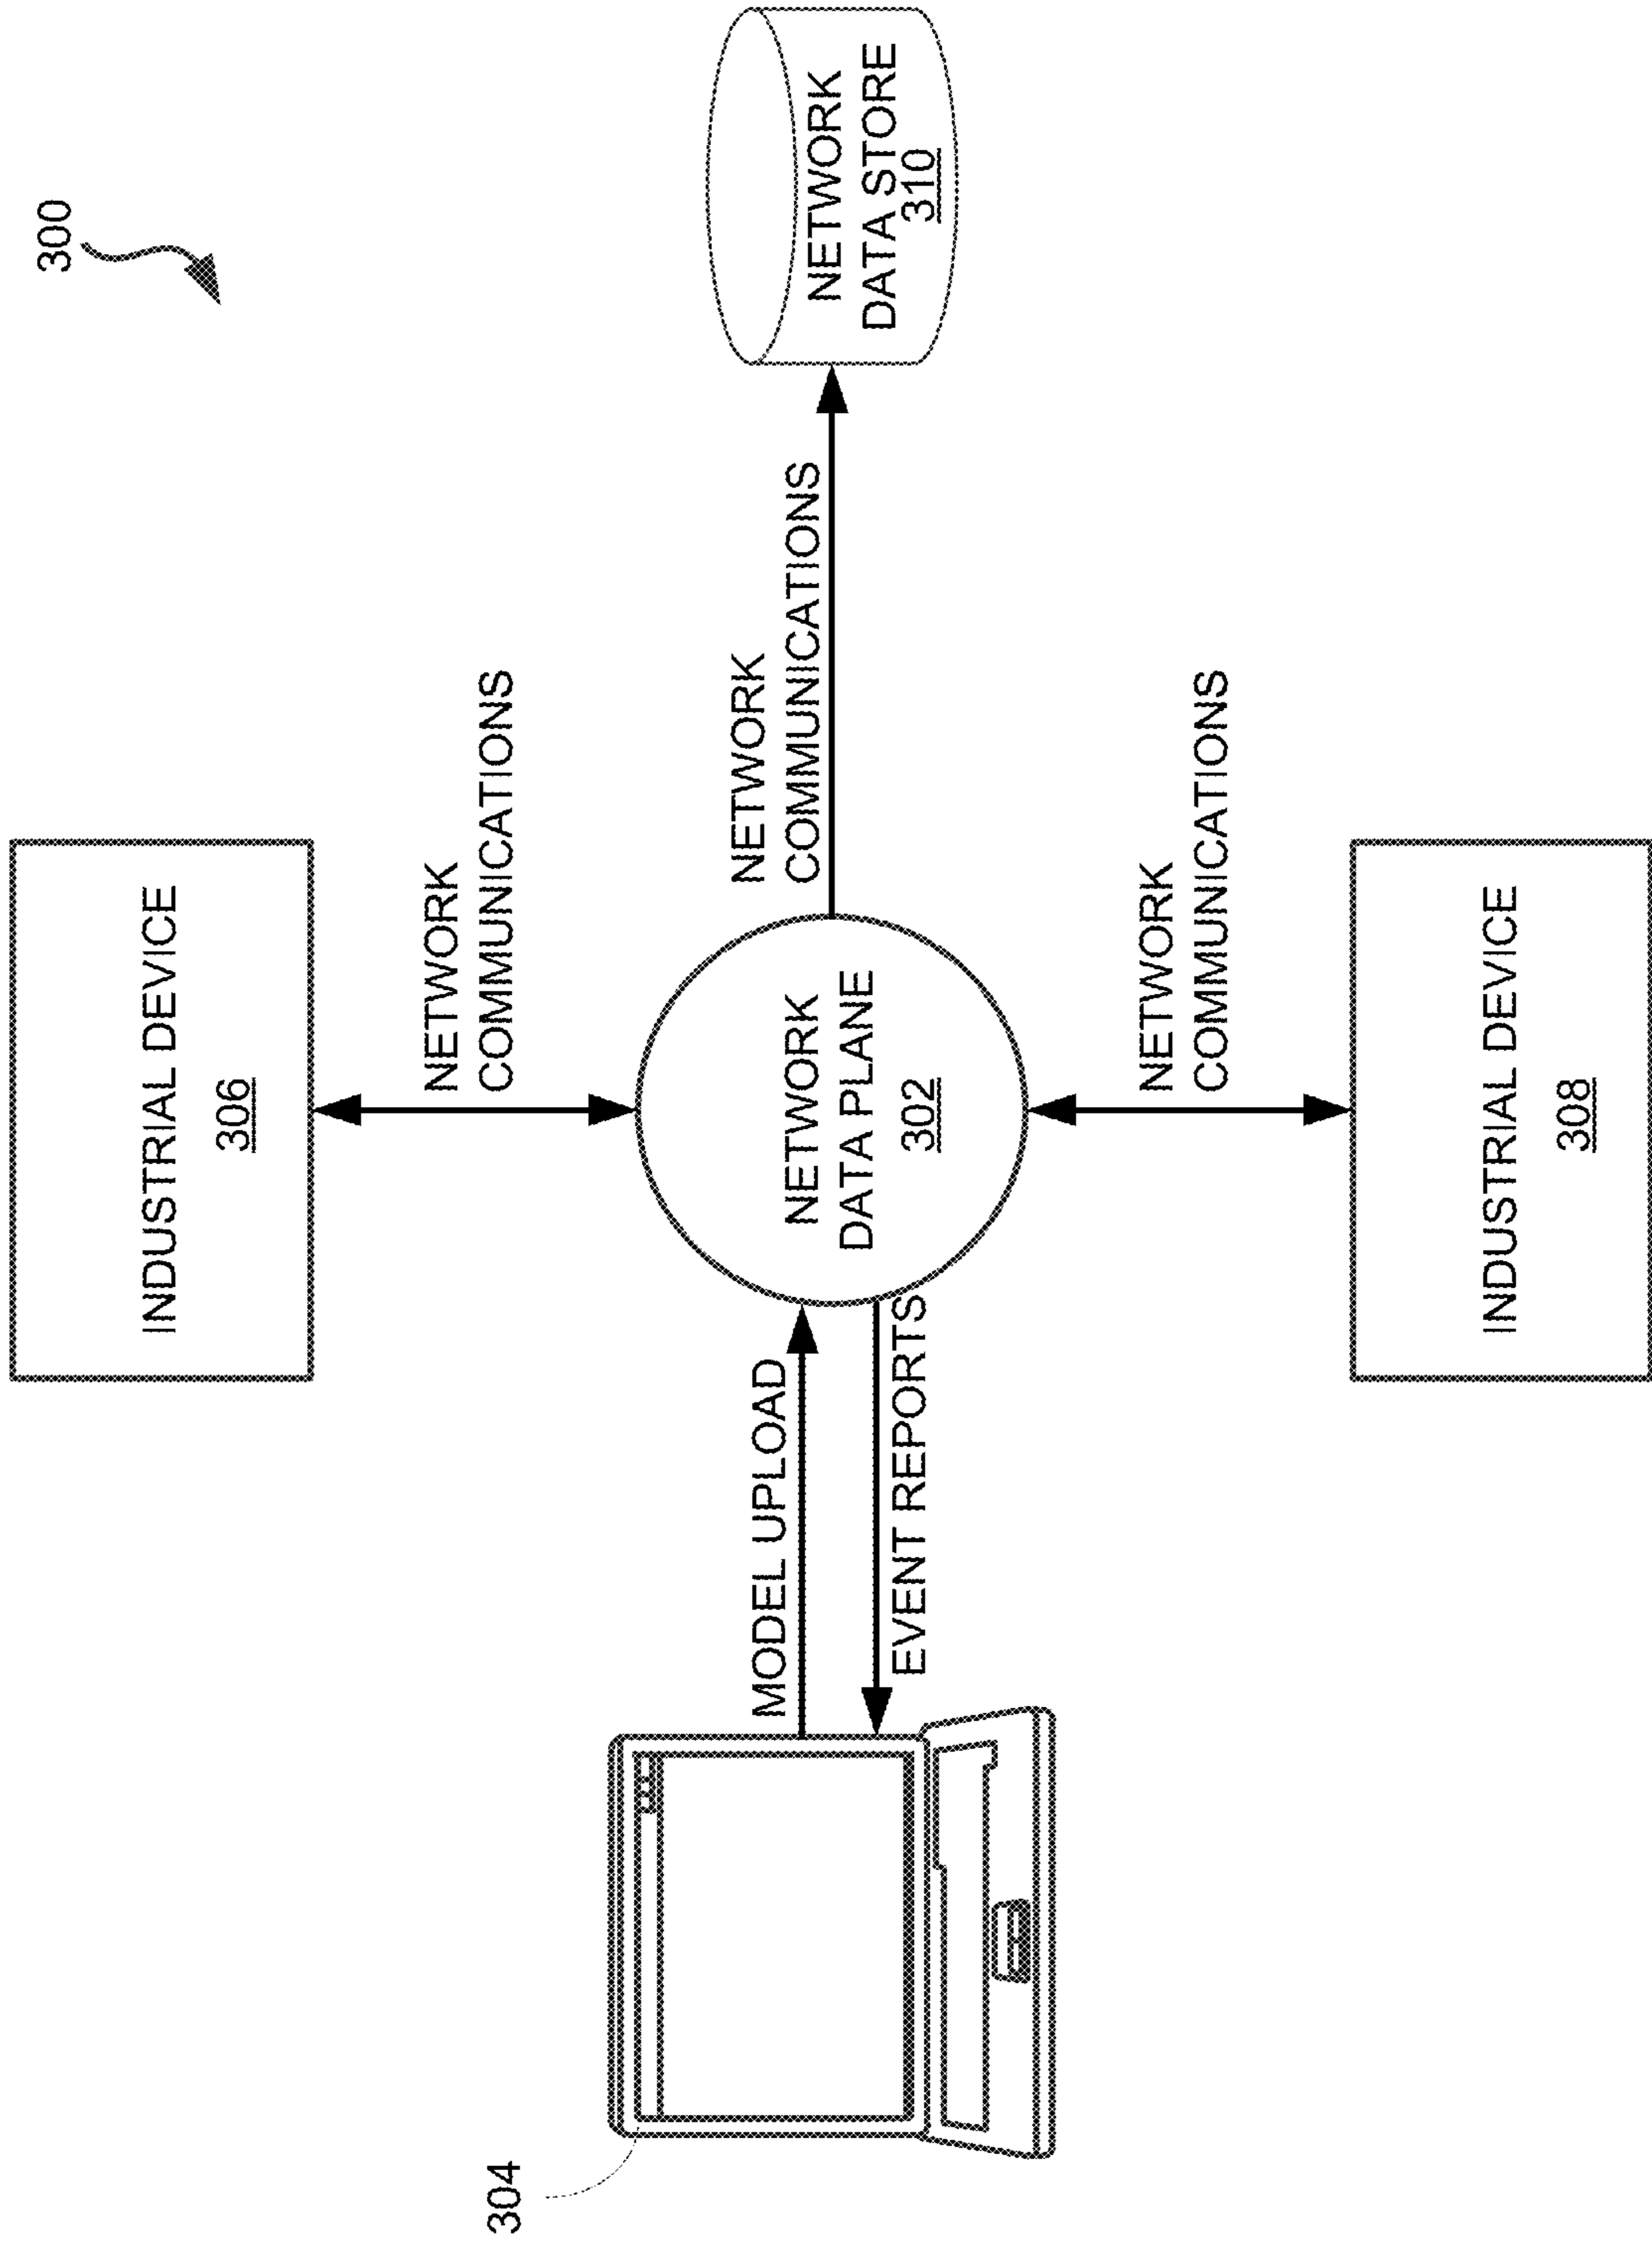 300
INDUSTRIAL DEVICE
306
NETWORK
COMMUNICATIONS
304
MODEL UPLOAD
EVENT REPORTS
NETWORK
DATA PLANE
302
NETWORK
COMMUNICATIONS
NETWORK
DATA STORE
310
NETWORK
COMMUNICATIONS
INDUSTRIAL DEVICE
308